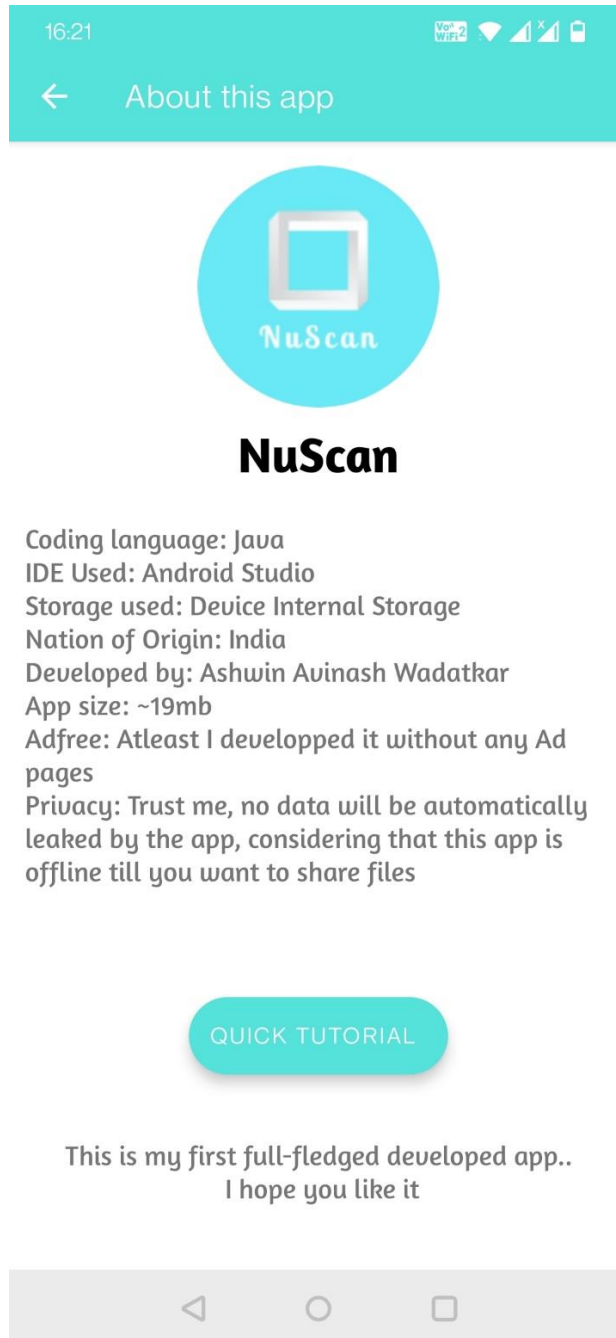 16:21
Vo» WiFi 2
About this app
NuScan
NuScan
Coding language: Java
IDE Used: Android Studio
Storage used: Device Internal Storage
Nation of Origin: India
Developed by: Ashwin Avinash Wadatkar
App size: ~19mb
Adfree: Atleast I developped it without any Ad
pages
Privacy: Trust me, no data will be automatically
leaked by the app, considering that this app is
offline till you want to share files
QUICK TUTORIAL
This is my first full-fledged developed app..
I hope you like it